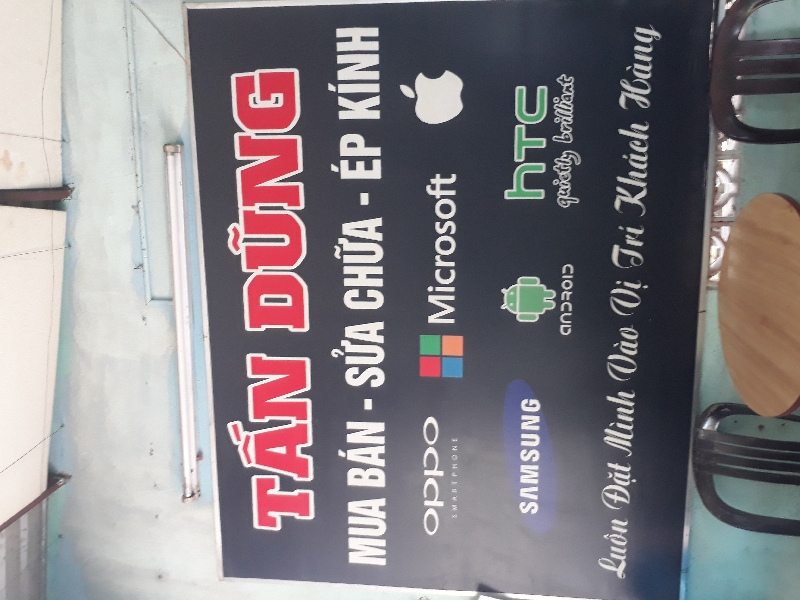 TẤN DŨNG
MUA BÁN - SỬA CHỮA - ÉP KÍNH
oppo
SMARTPHONE
Microsoft
SAMSUNG
ANDROID
hTC
quietly brilliant
Luôn Đặt Mình Vào Vị Trí Khách Hàng